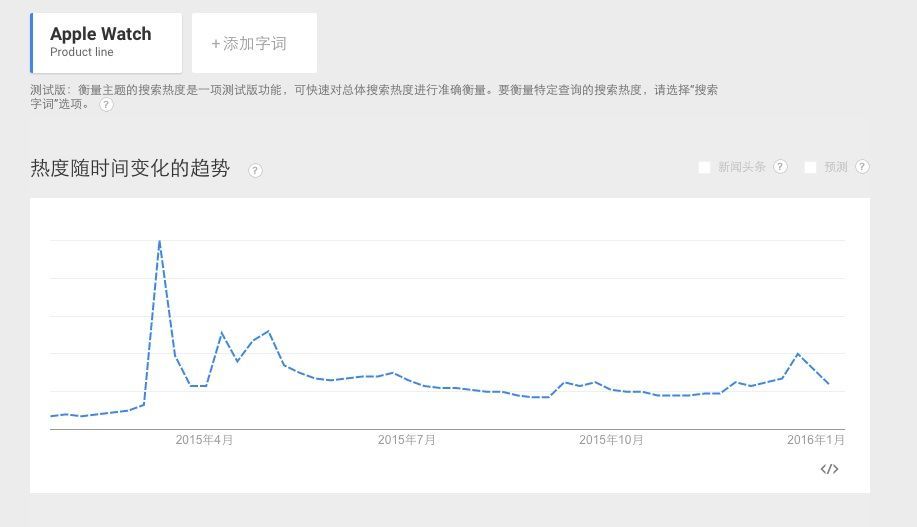 Apple Watch
Product line
+添加字词
测试版：衡量主题的搜索热度是一项测试版功能，可快速对总体搜索热度进行准确衡量。要衡量特定查询的搜索热度，请选择“搜索
字词”选项。 ?
热度随时间变化的趋势 ?
新闻头条 ? 预测 ?
2015年4月 2015年7月 2015年10月 2016年1月
</>